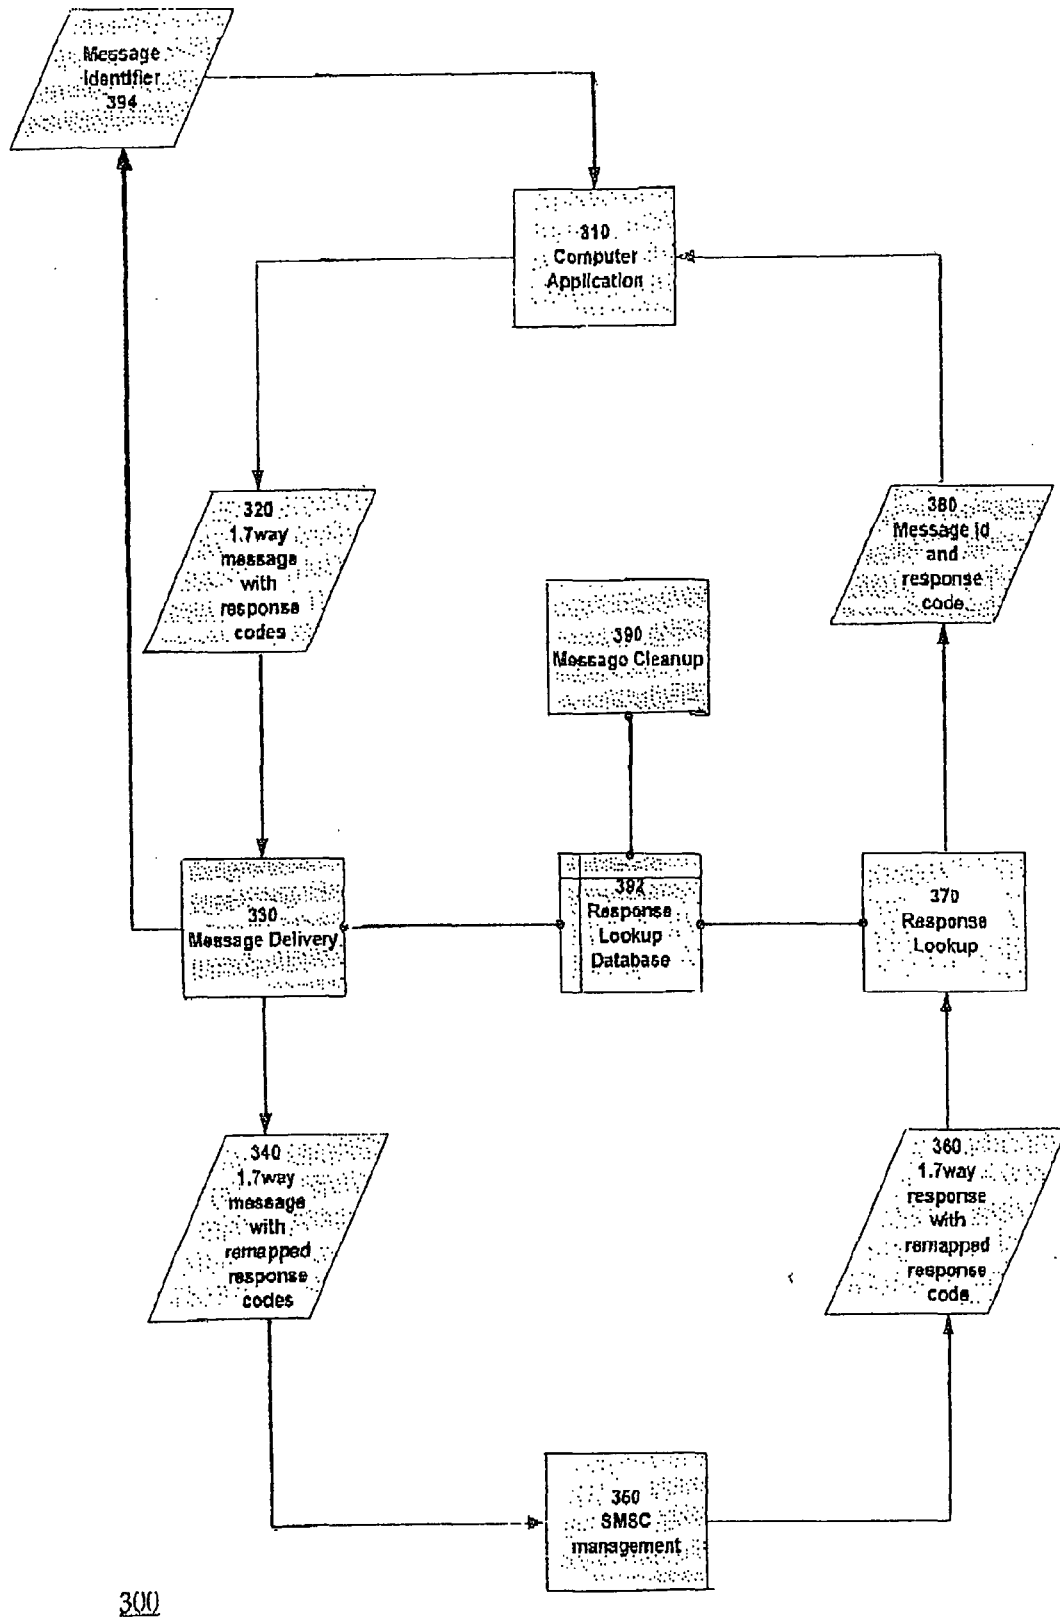 Message
Identifier
394
310
Computer
Application
320
1.7way
message
with
response
codes
380
Message Id
and
response
code
390
Message Cleanup
330
Message Delivery
392
Response
Lookup
Database
370
Response
Lookup
340
1.7way
message
with
remapped
response
codes
360
1.7way
response
with
remapped
response
code
350
SMSC
management
300